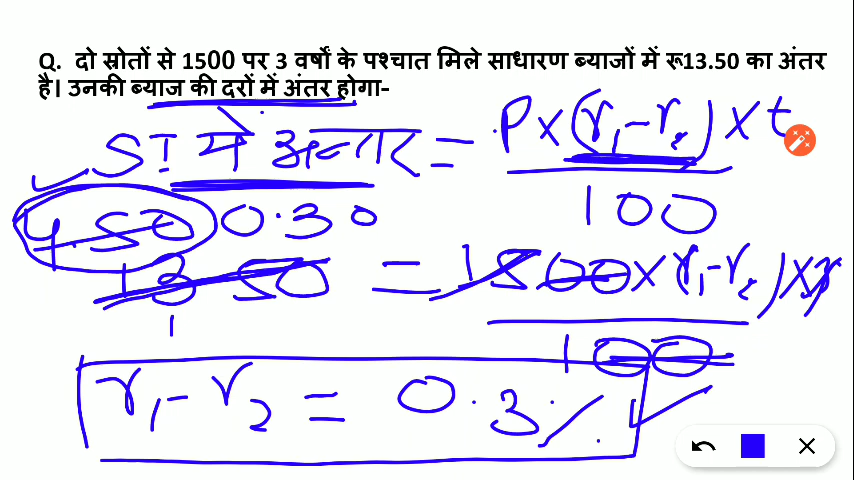 Q. दो स्रोतों से 1500 पर 3 वर्षों के पश्चात मिले साधारण ब्याजों में रू13.50 का अंतर
है। उनकी ब्याज की दरों में अंतर होगा-
SI मे अन्तर = P×(r₁-r₂)×t
100
4.50 0.30
13.50 = 1500×(r₁-r₂)×3
1 100
r₁-r₂ = 0.3%